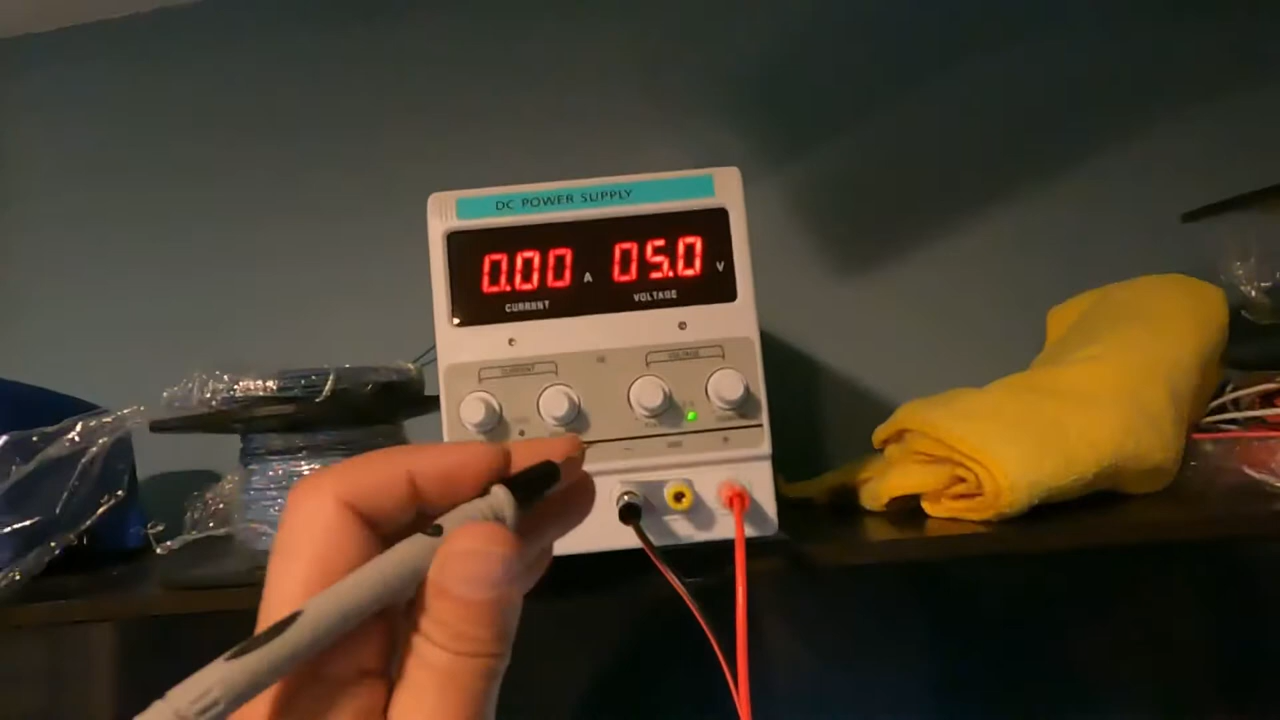 DC POWER SUPPLY
0.00 A 05.0 V
CURRENT VOLTAGE
CURRENT VOLTAGE